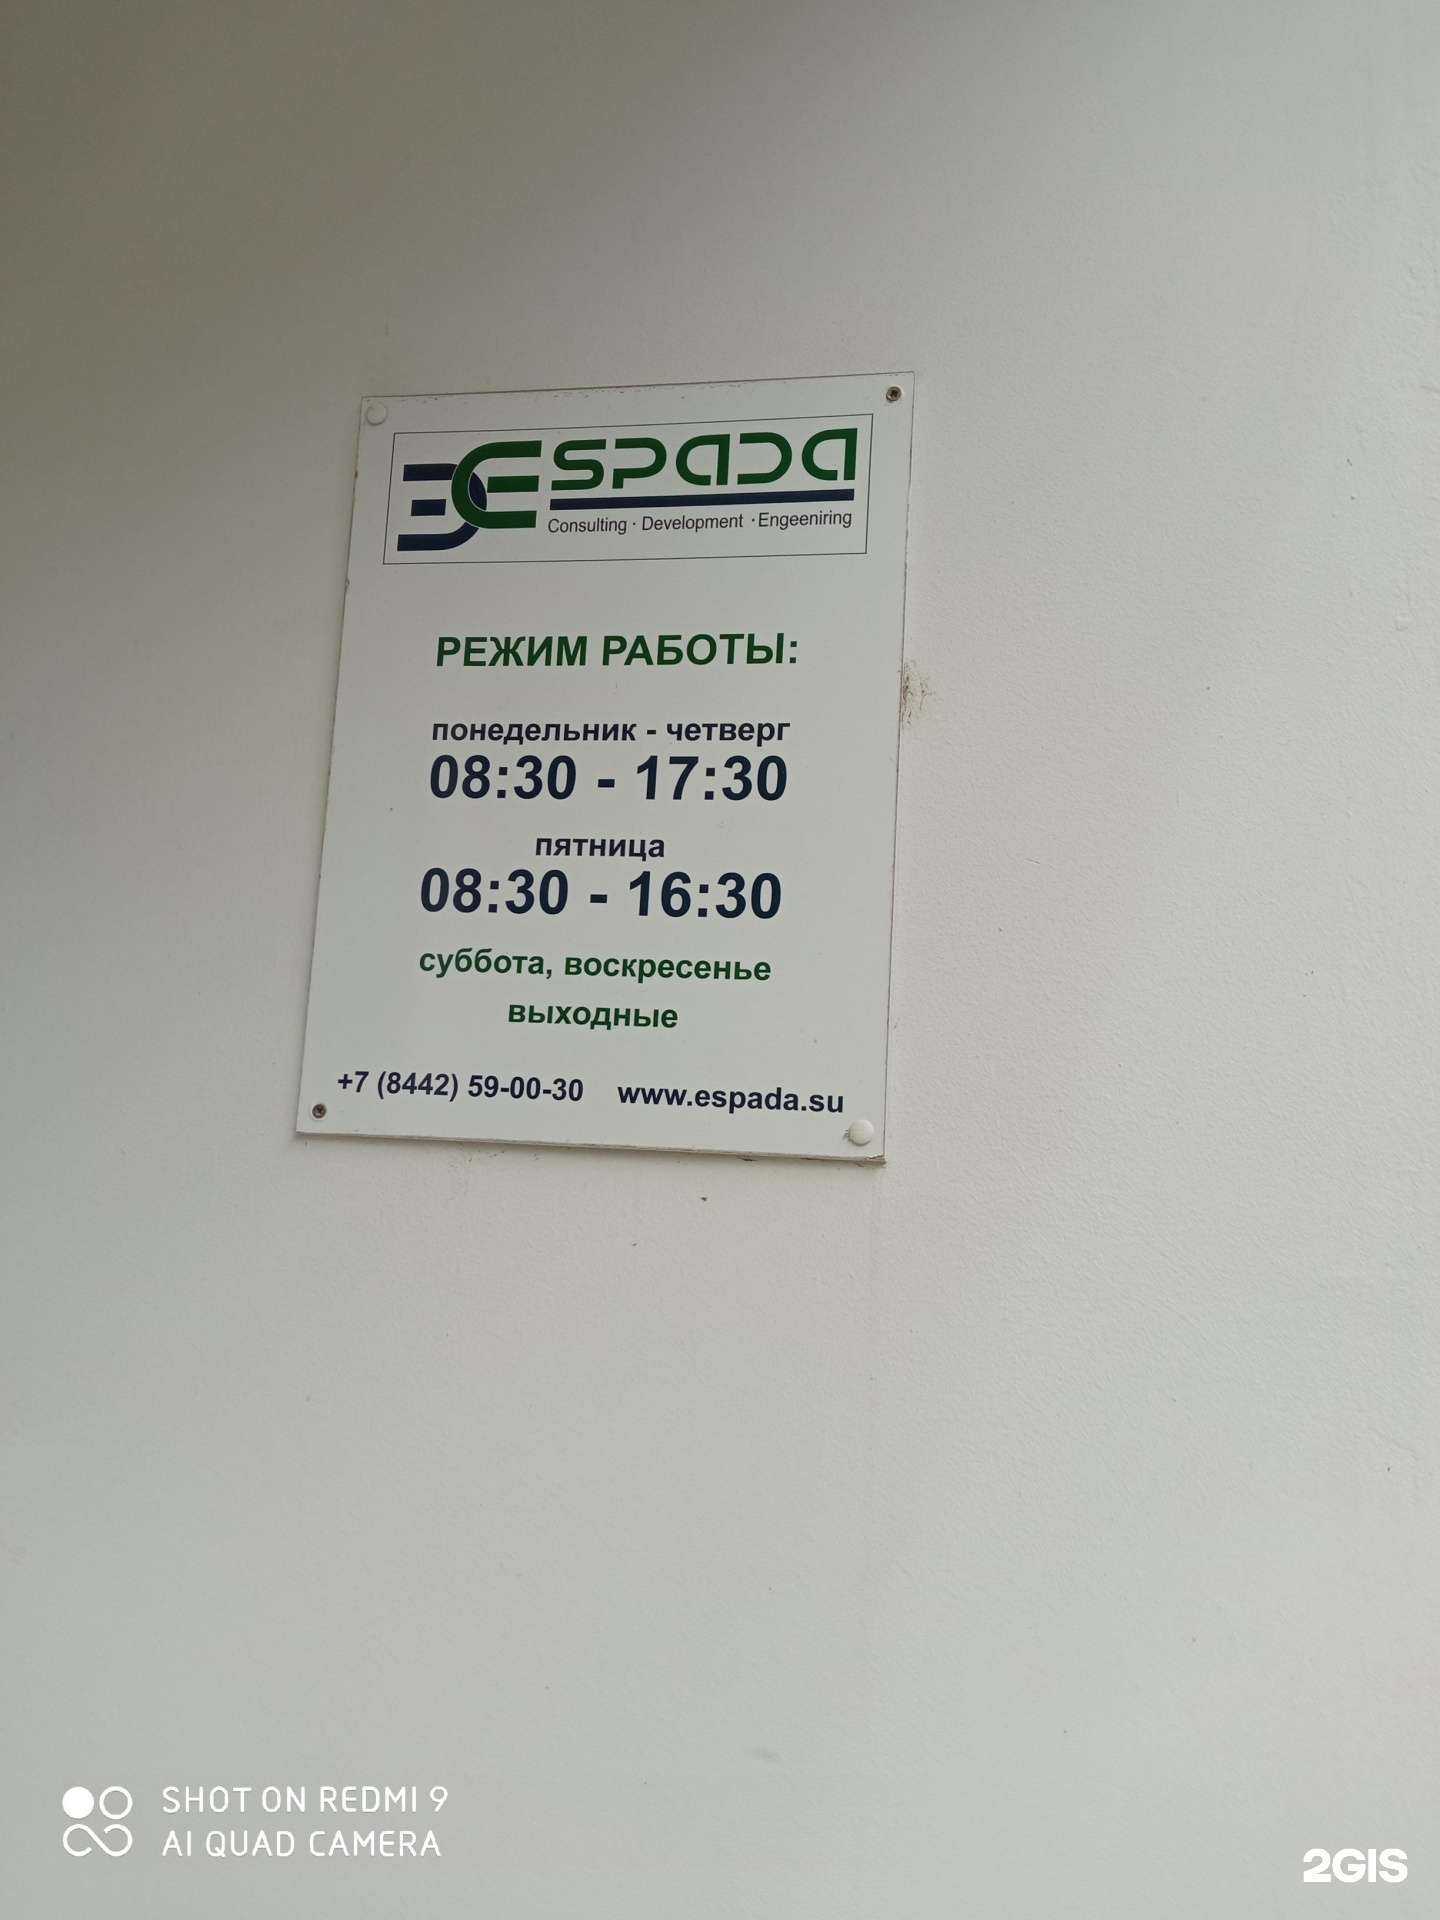 ESPADA
Consulting · Development · Engeeniring
РЕЖИМ РАБОТЫ:
понедельник - четверг
08:30 - 17:30
пятница
08:30 - 16:30
суббота, воскресенье
выходные
+7 (8442) 59-00-30 www.espada.su
SHOT ON REDMI 9
AI QUAD CAMERA
2GIS